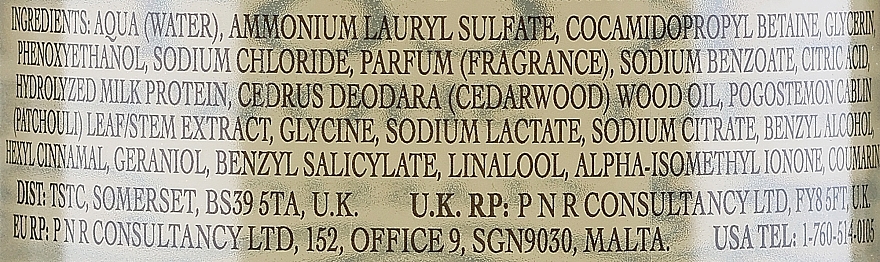 INGREDIENTS: AQUA (WATER), AMMONIUM LAURYL SULFATE, COCAMIDOPROPYL BETAINE, GLYCERIN,
PHENOXYETHANOL, SODIUM CHLORIDE, PARFUM (FRAGRANCE), SODIUM BENZOATE, CITRIC ACID,
HYDROLYZED MILK PROTEIN, CEDRUS DEODARA (CEDARWOOD) WOOD OIL, POGOSTEMON CABLIN
(PATCHOULI) LEAF/STEM EXTRACT, GLYCINE, SODIUM LACTATE, SODIUM CITRATE, BENZYL ALCOHOL,
HEXYL CINNAMAL, GERANIOL, BENZYL SALICYLATE, LINALOOL, ALPHA-ISOMETHYL IONONE, COUMARIN
DIST: TSTC, SOMERSET, BS39 5TA, U.K. U.K. RP: P N R CONSULTANCY LTD, FY8 5FT, U.K.
EU RP: P N R CONSULTANCY LTD, 152, OFFICE 9, SGN9030, MALTA. USA TEL: 1-760-514-0105